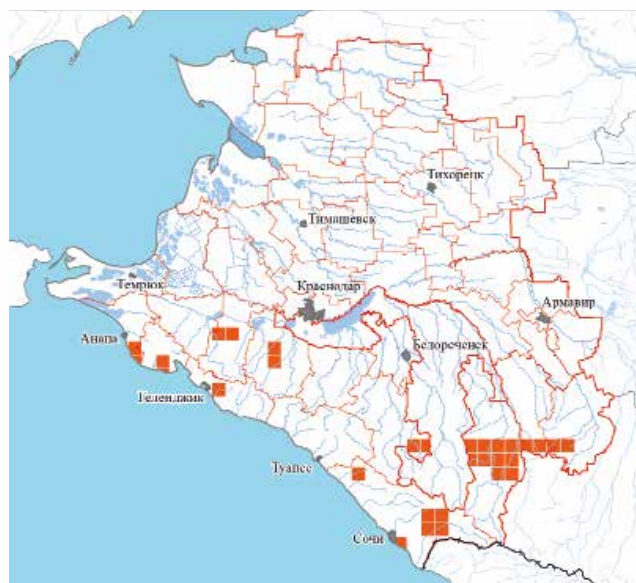 Тихорецк
Тимашевск
Темрюк
Краснодар
Армавир
Анапа
Белореченск
Геленджик
Туапсе
Сочи